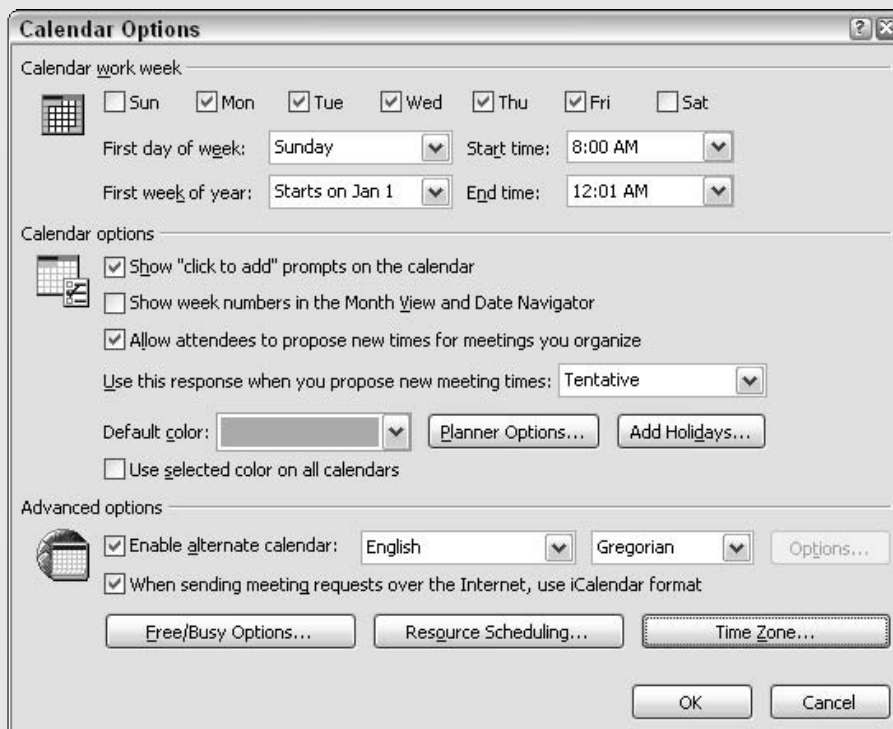 Calendar Options
Calendar work week
Sun Mon Tue Wed Thu Fri Sat
First day of week: Sunday Start time: 8:00 AM
First week of year: Starts on Jan 1 End time: 12:01 AM
Calendar options
Show "click to add" prompts on the calendar
Show week numbers in the Month View and Date Navigator
Allow attendees to propose new times for meetings you organize
Use this response when you propose new meeting times: Tentative
Default color: Planner Options... Add Holidays...
Use selected color on all calendars
Advanced options
Enable alternate calendar: English Gregorian Options...
When sending meeting requests over the Internet, use iCalendar format
Free/Busy Options... Resource Scheduling... Time Zone...
OK Cancel